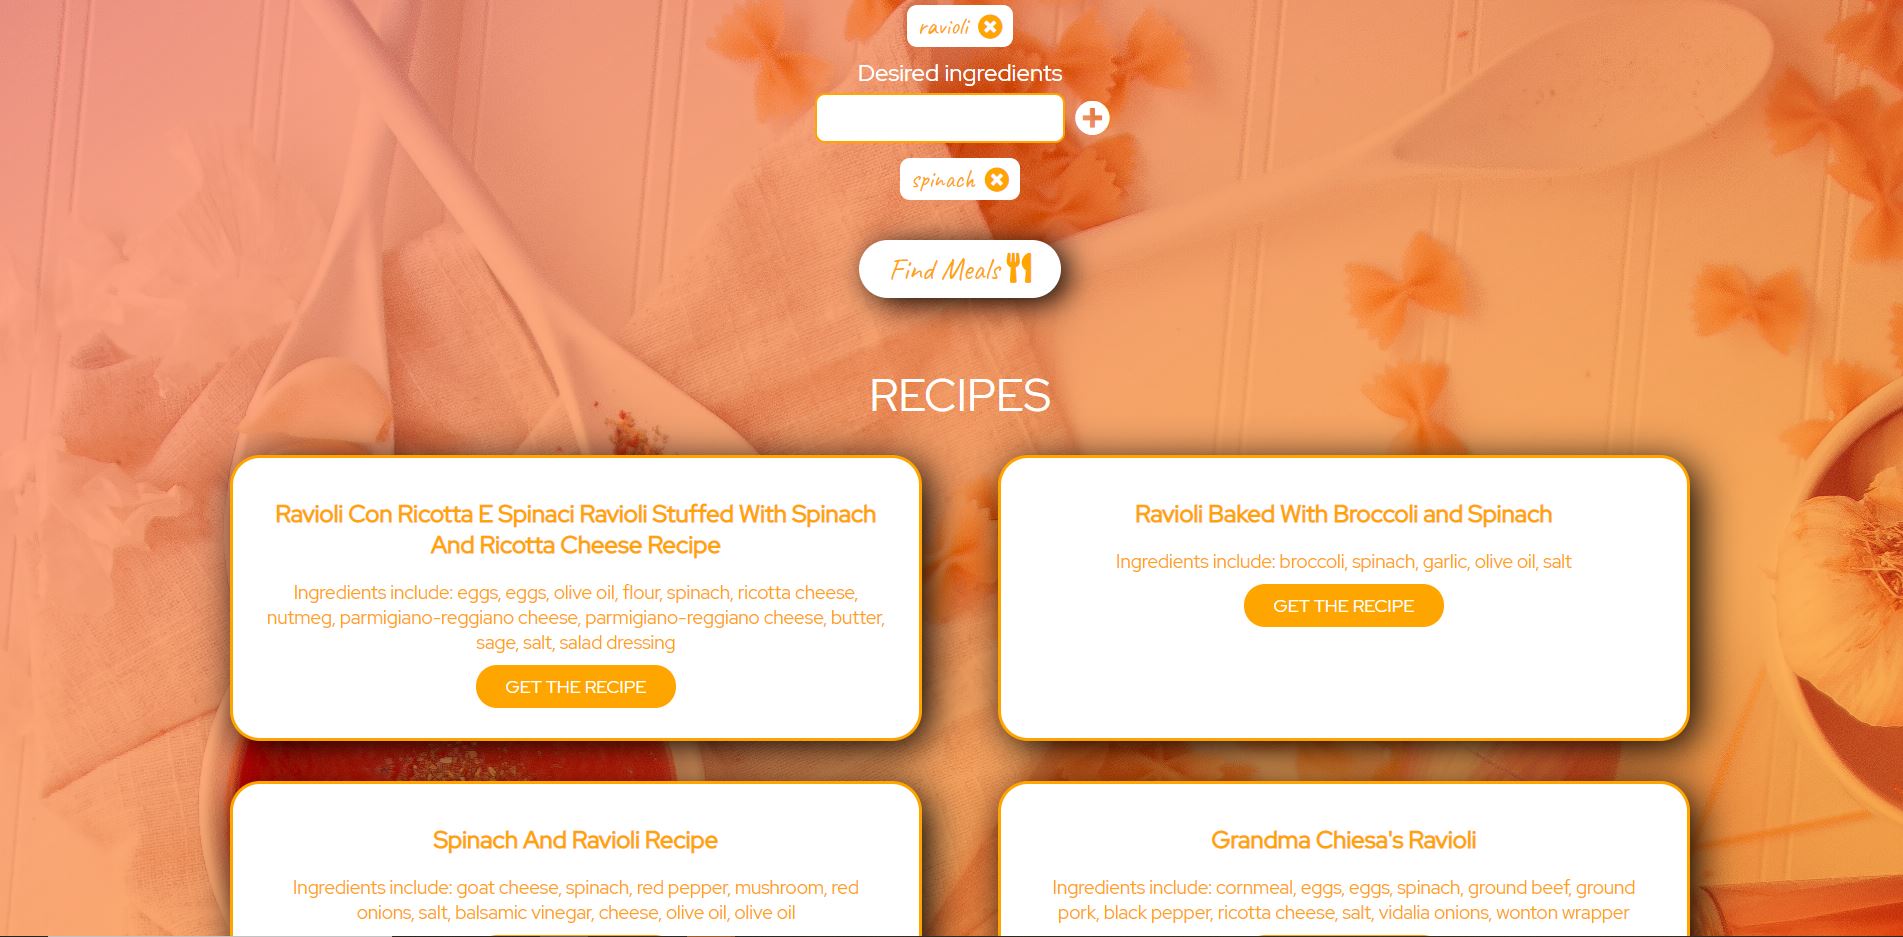 ravioli
Desired ingredients
spinach
Find Meals
RECIPES
Ravioli Con Ricotta E Spinaci Ravioli Stuffed With Spinach
And Ricotta Cheese Recipe
Ingredients include: eggs, eggs, olive oil, flour, spinach, ricotta cheese,
nutmeg, parmigiano-reggiano cheese, parmigiano-reggiano cheese, butter,
sage, salt, salad dressing
GET THE RECIPE
Ravioli Baked With Broccoli and Spinach
Ingredients include: broccoli, spinach, garlic, olive oil, salt
GET THE RECIPE
Spinach And Ravioli Recipe
Ingredients include: goat cheese, spinach, red pepper, mushroom, red
onions, salt, balsamic vinegar, cheese, olive oil, olive oil
Grandma Chiesa's Ravioli
Ingredients include: cornmeal, eggs, eggs, spinach, ground beef, ground
pork, black pepper, ricotta cheese, salt, vidalia onions, wonton wrapper